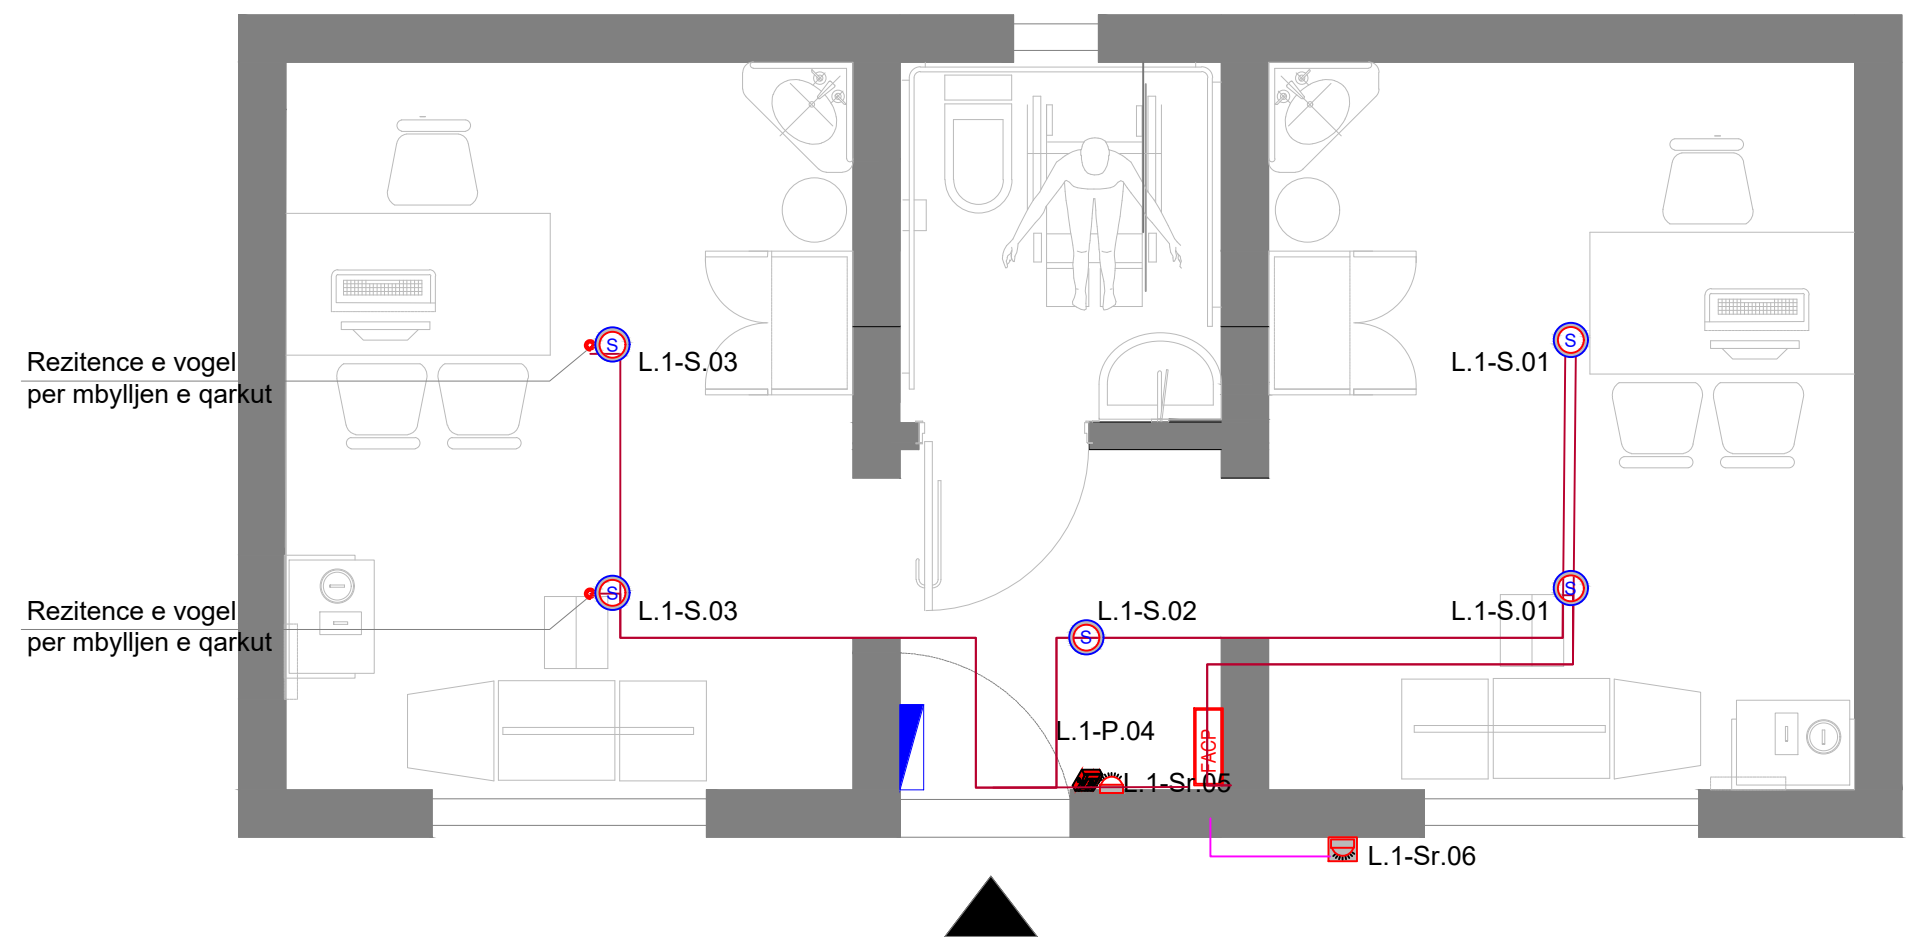 Rezitence e vogel
per mbylljen e qarkut
S
L.1-S.03
S
L.1-S.01
Rezitence e vogel
per mbylljen e qarkut
S
L.1-S.03
S
L.1-S.02
S
L.1-S.01
L.1-P.04
FACP
L.1-Sr.05
L.1-Sr.06